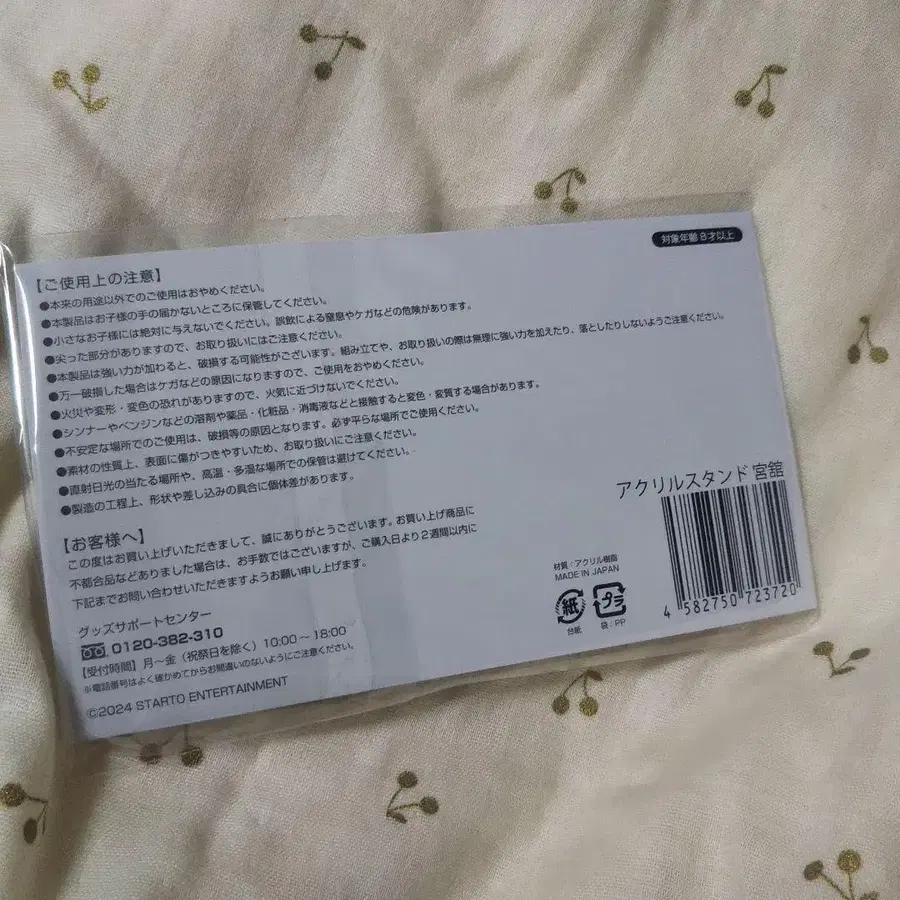 対象年齢8才以上
【ご使用上の注意】
●本来の用途以外でのご使用はおやめください。
●本製品はお子様の手の届かないところに保管してください。
●小さなお子様には絶対に与えないでください。誤飲による窒息やケガなどの危険があります。
●尖った部分がありますので、お取り扱いにはご注意ください。
●本製品は強い力が加わると、破損する可能性がございます。組み立てや、お取り扱いの際は無理に強い力を加えたり、落としたりしないようご注意ください。
●万一破損した場合はケガなどの原因になりますので、ご使用をおやめください。
●火災や変形・変色の恐れがありますので、火気に近づけないでください。
●シンナーやベンジンなどの溶剤や薬品・化粧品・消毒液などと接触すると変色・変質する場合があります。
●不安定な場所でのご使用は、破損等の原因となります。必ず平らな場所でご使用ください。
●素材の性質上、表面に傷がつきやすいため、お取り扱いにご注意ください。
●直射日光の当たる場所や、高温・多湿な場所での保管は避けてください。
●製造の工程上、形状や差し込みの具合に個体差があります。
【お客様へ】
この度はお買い上げいただきまして、誠にありがとうございます。お買い上げ商品に
不都合品などありました場合は、お手数ではございますが、ご購入日より2週間以内に
下記までお問い合わせいただきますようお願い申し上げます。
グッズサポートセンター
0120-382-310
【受付時間】月〜金（祝祭日を除く）10:00〜18:00
※電話番号はよく確かめてからお間違いのないようにご注意ください。
©2024 STARTO ENTERTAINMENT
アクリルスタンド 宮舘
材質：アクリル樹脂
MADE IN JAPAN
紙
台紙
プラ
袋：PP
4 582750 723720